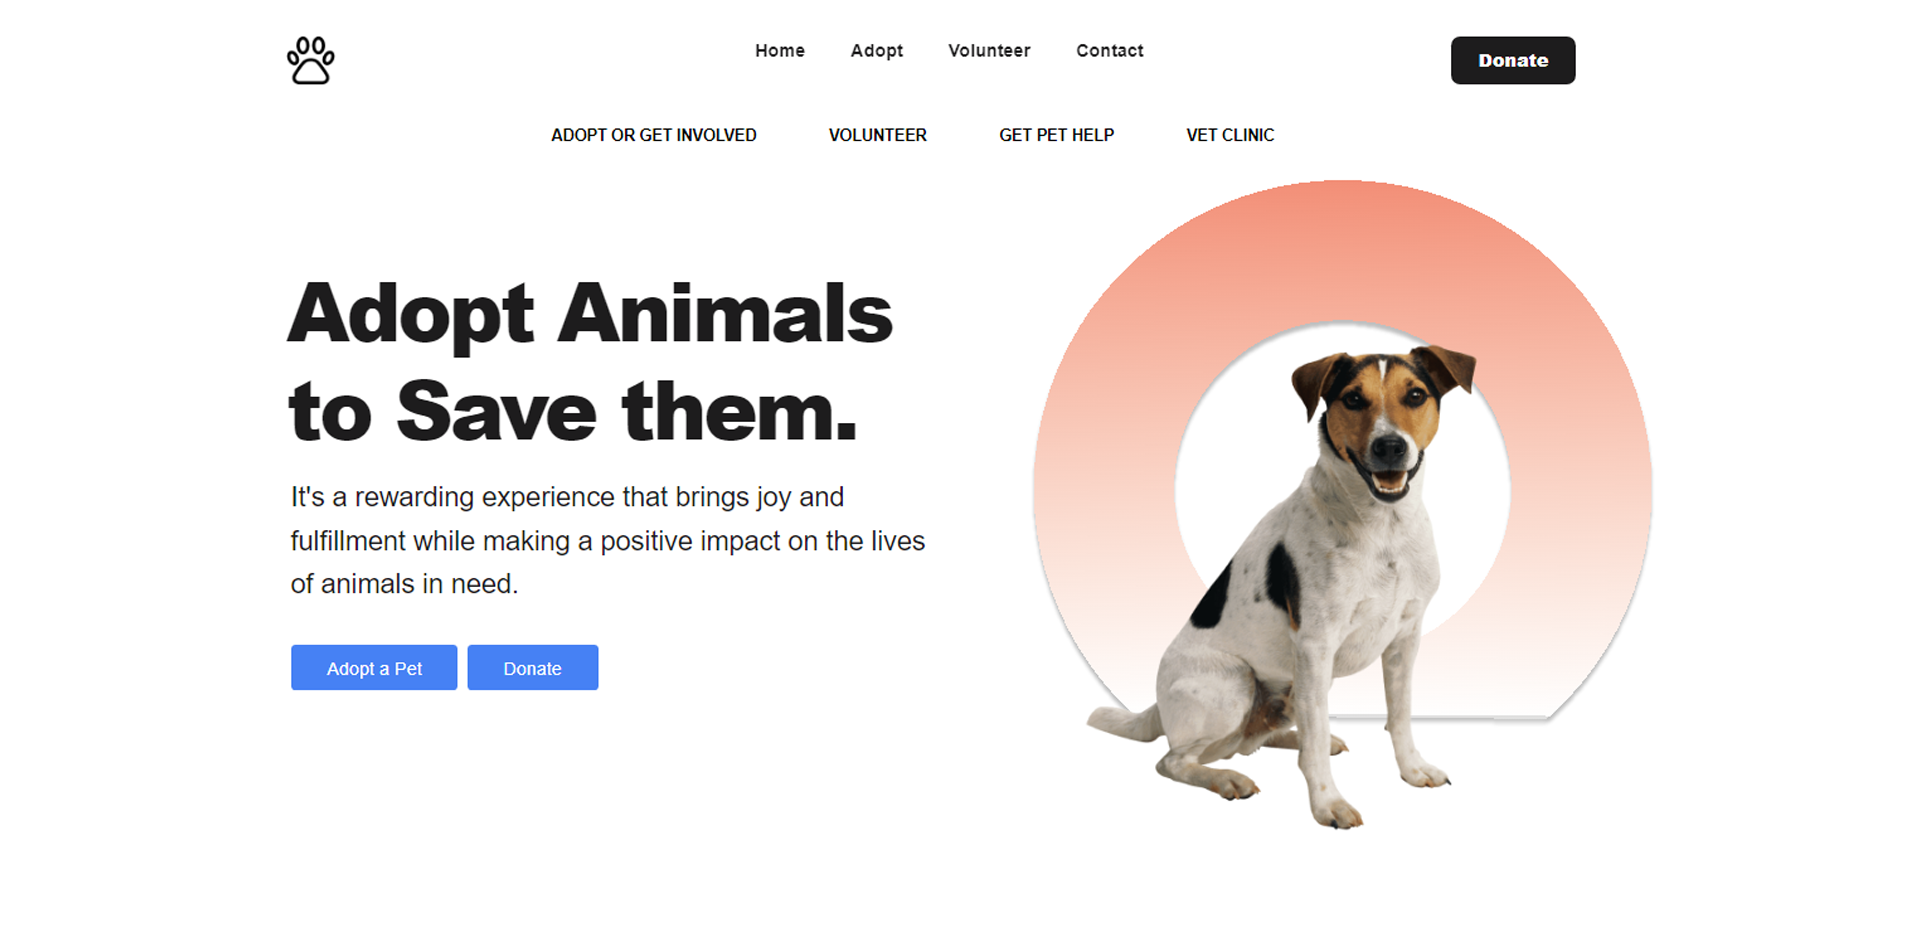 Home Adopt Volunteer Contact Donate
ADOPT OR GET INVOLVED VOLUNTEER GET PET HELP VET CLINIC
Adopt Animals
to Save them.
It's a rewarding experience that brings joy and
fulfillment while making a positive impact on the lives
of animals in need.
Adopt a Pet Donate